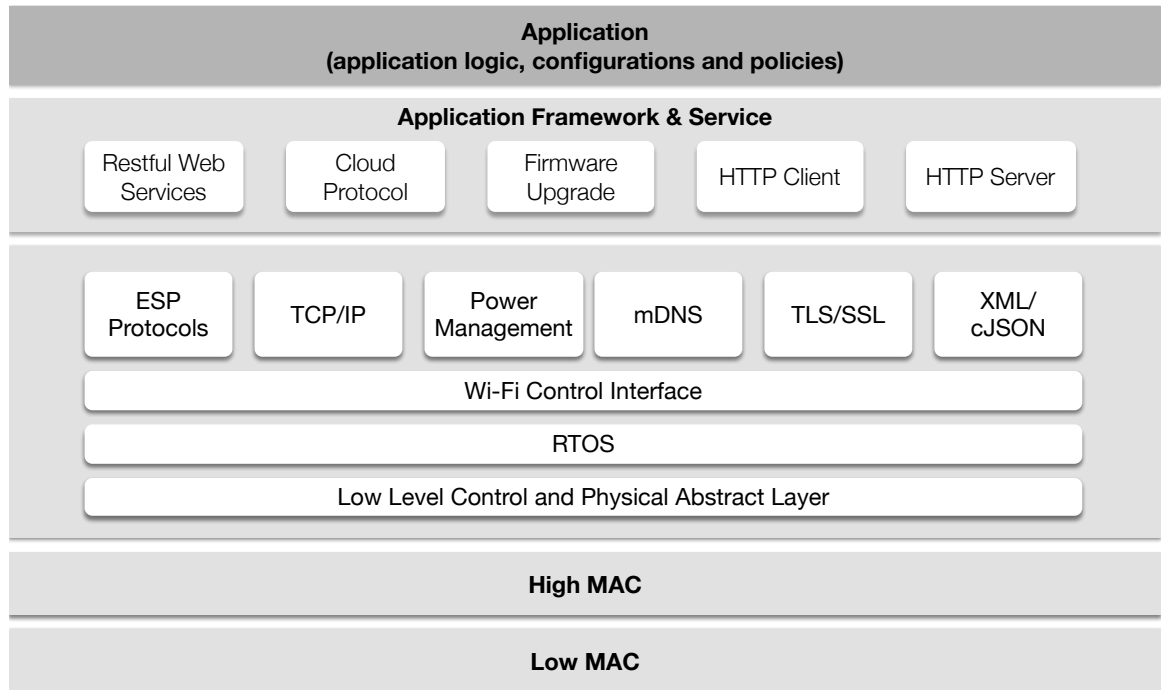 Application
(application logic, configurations and policies)
Application Framework & Service
Restful Web
Services
Cloud
Protocol
Firmware
Upgrade
HTTP Client
HTTP Server
ESP
Protocols
TCP/IP
Power
Management
mDNS
TLS/SSL
XML/
cJSON
Wi-Fi Control Interface
RTOS
Low Level Control and Physical Abstract Layer
High MAC
Low MAC